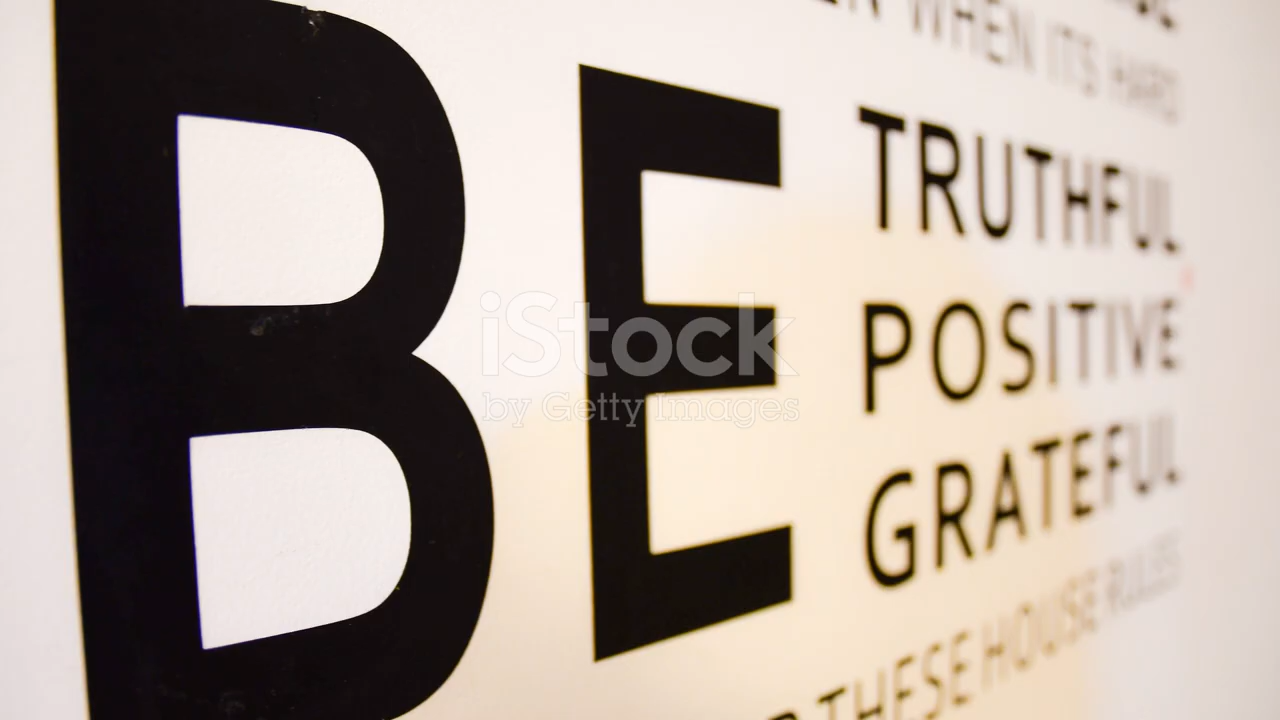 WHEN ITS HARD
BE
TRUTHFUL
POSITIVE
GRATEFUL
THESE HOUSE RULES
iStock
by Getty Images